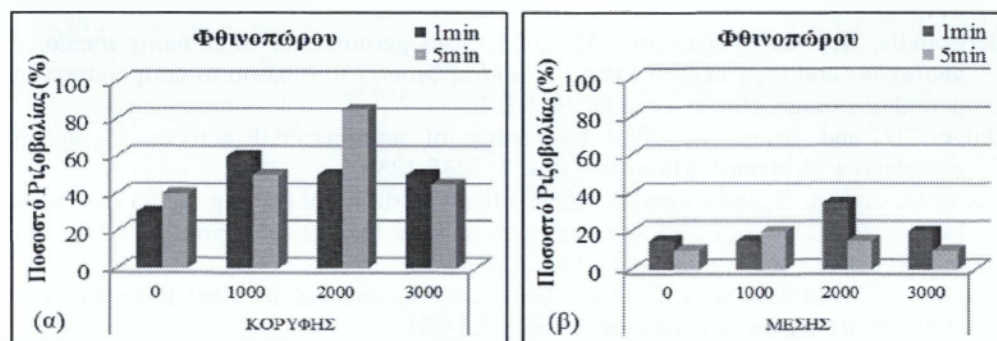 Φθινοπώρου
1min
5min
Ποσοστό Ριζοβολίας (%)
100
80
60
40
20
0
0 1000 2000 3000
(α)
ΚΟΡΥΦΗΣ
Φθινοπώρου
1min
5min
Ποσοστό Ριζοβολίας (%)
100
80
60
40
20
0
0 1000 2000 3000
(β)
ΜΕΣΗΣ